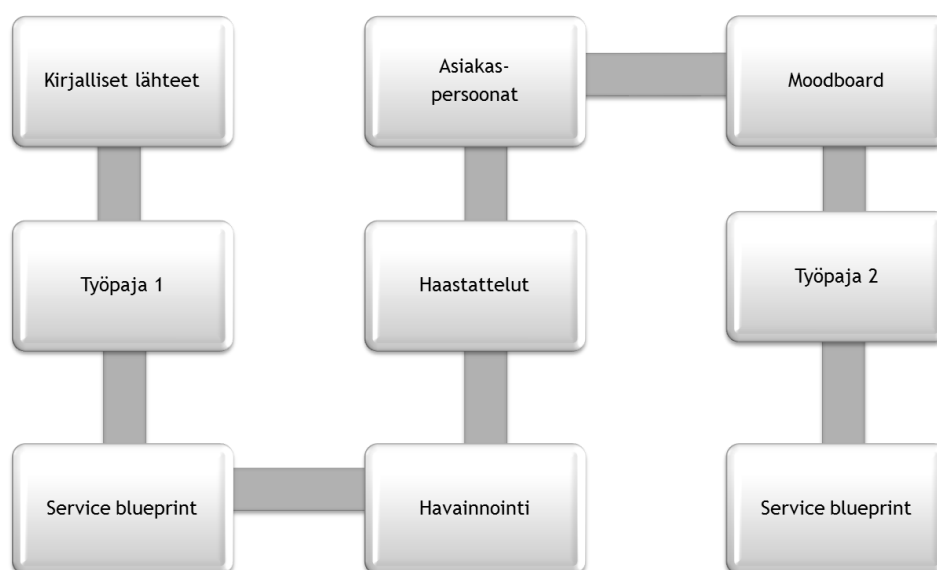 Kirjalliset lähteet
Työpaja 1
Service blueprint
Havainnointi
Haastattelut
Asiakas-
persoonat
Moodboard
Työpaja 2
Service blueprint